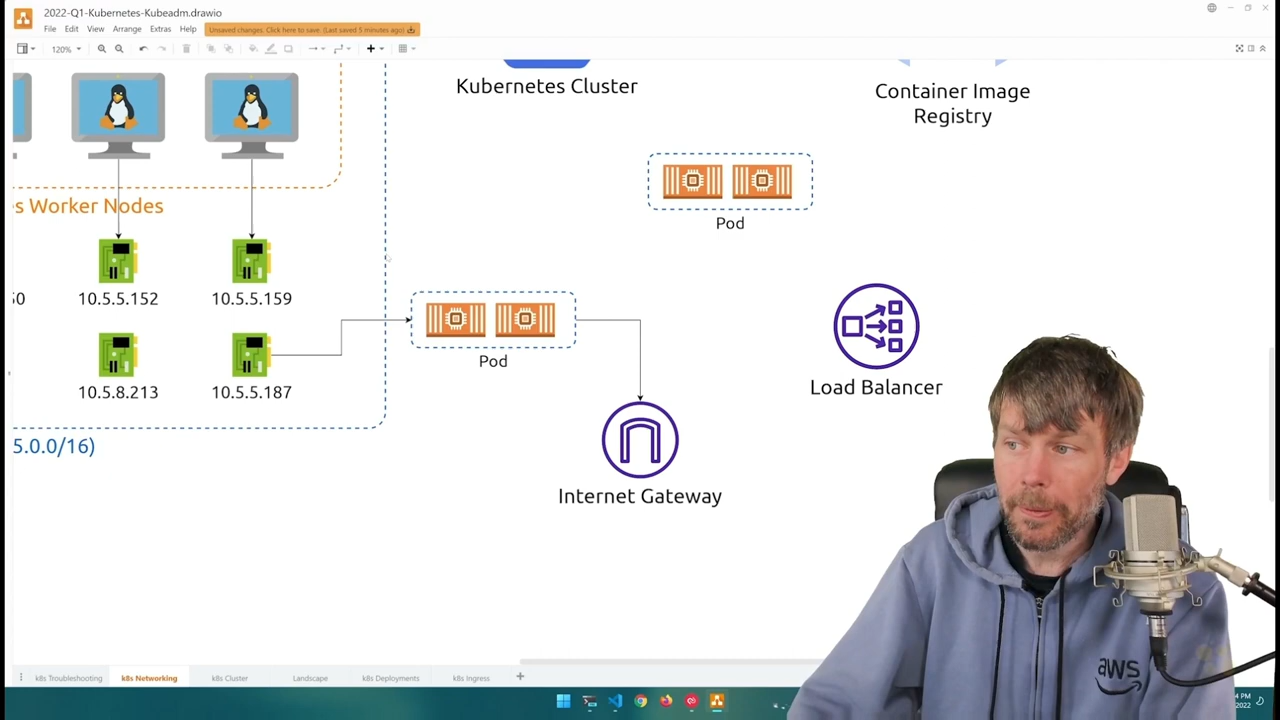 2022-Q1-Kubernetes-Kubeadm.drawio
File Edit View Arrange Extras Help
Unsaved changes. Click here to save. (Last saved 5 minutes ago)
120%
Kubernetes Cluster
Container Image
Registry
Pod
s Worker Nodes
10.5.5.152
10.5.5.159
10.5.8.213
10.5.5.187
Pod
Load Balancer
5.0.0/16)
Internet Gateway
aws
k8s Troubleshooting
k8s Networking
k8s Cluster
Landscape
k8s Deployments
k8s Ingress
4 PM
2022